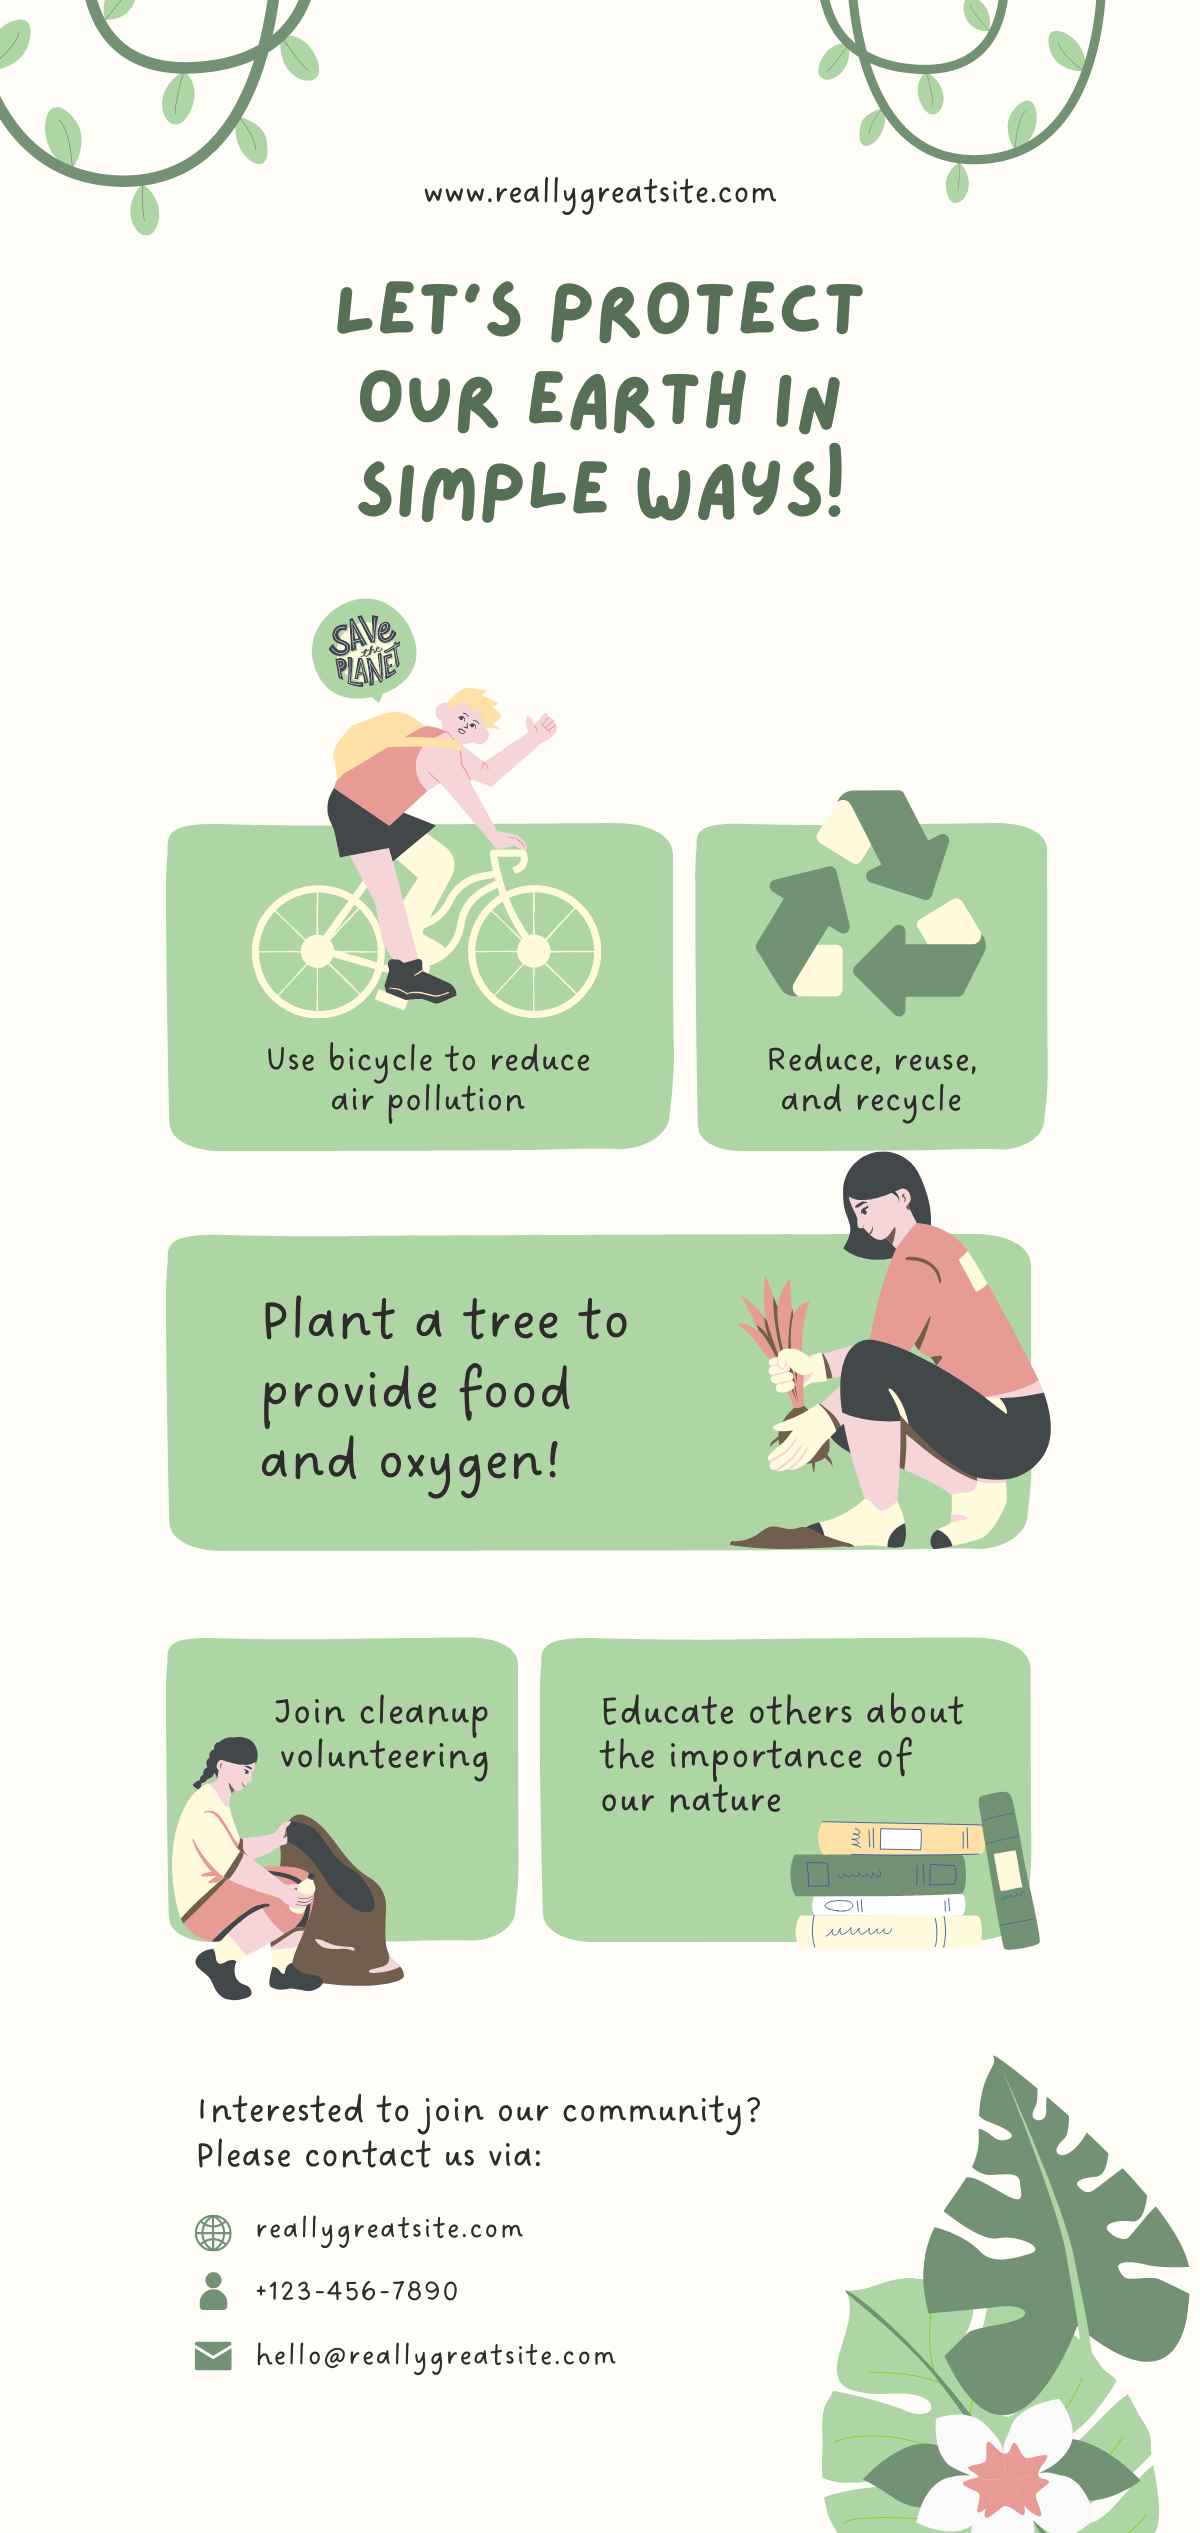 www.reallygreatsite.com
LET'S PROTECT
OUR EARTH IN
SIMPLE WAYS!
SAVe
the
PLANET
Use bicycle to reduce
air pollution
Reduce, reuse,
and recycle
Plant a tree to
provide food
and oxygen!
Join cleanup
volunteering
Educate others about
the importance of
our nature
Interested to join our community?
Please contact us via:
reallygreatsite.com
+123-456-7890
hello@reallygreatsite.com